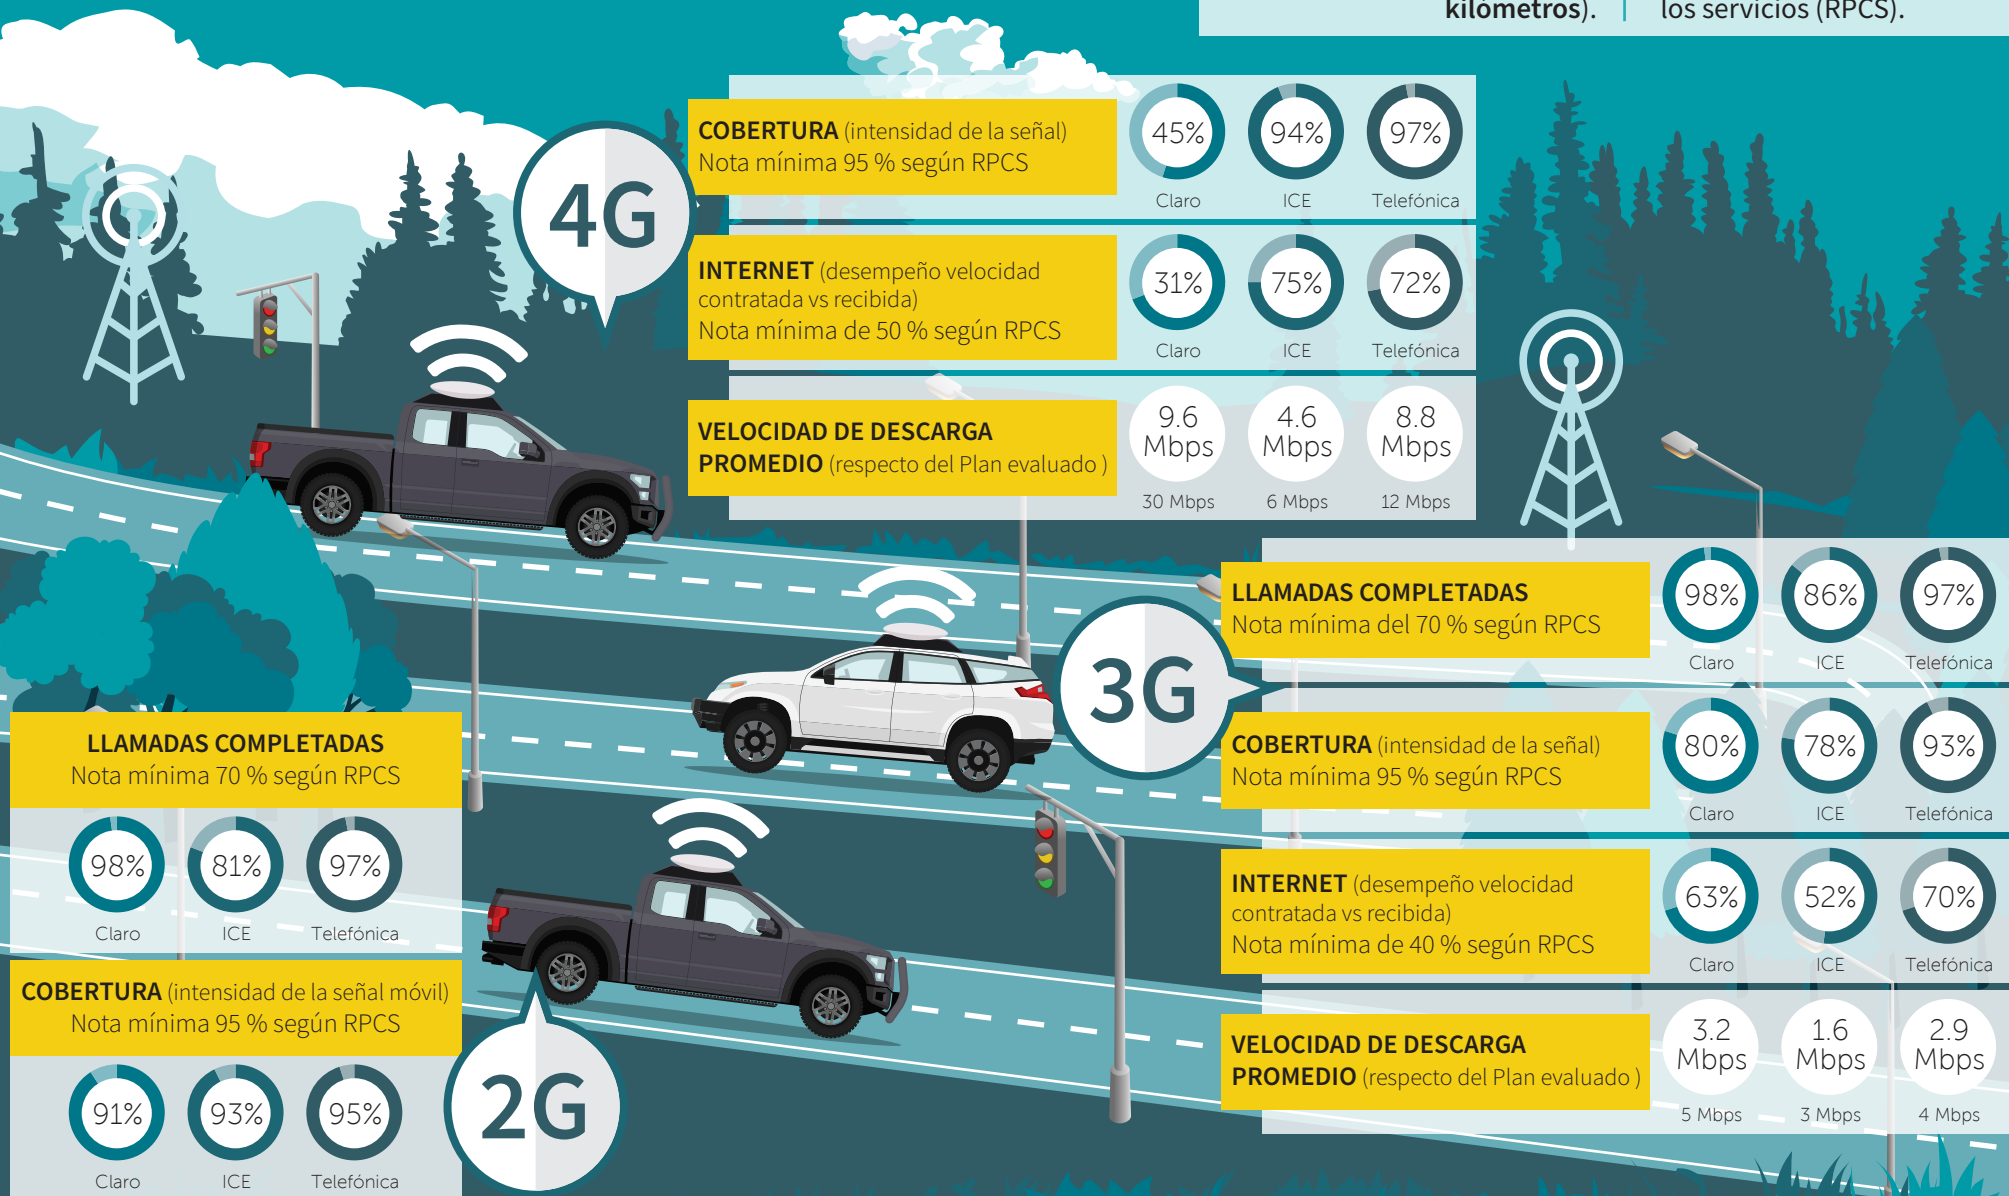 kilómetros).
los servicios (RPCS).
4G
COBERTURA (intensidad de la señal)
Nota mínima 95 % según RPCS
45%
94%
97%
Claro
ICE
Telefónica
INTERNET (desempeño velocidad
contratada vs recibida)
Nota mínima de 50 % según RPCS
31%
75%
72%
Claro
ICE
Telefónica
VELOCIDAD DE DESCARGA
PROMEDIO (respecto del Plan evaluado )
9.6
Mbps
4.6
Mbps
8.8
Mbps
30 Mbps
6 Mbps
12 Mbps
3G
LLAMADAS COMPLETADAS
Nota mínima del 70 % según RPCS
98%
86%
97%
Claro
ICE
Telefónica
COBERTURA (intensidad de la señal)
Nota mínima 95 % según RPCS
80%
78%
93%
Claro
ICE
Telefónica
INTERNET (desempeño velocidad
contratada vs recibida)
Nota mínima de 40 % según RPCS
63%
52%
70%
Claro
ICE
Telefónica
VELOCIDAD DE DESCARGA
PROMEDIO (respecto del Plan evaluado )
3.2
Mbps
1.6
Mbps
2.9
Mbps
5 Mbps
3 Mbps
4 Mbps
LLAMADAS COMPLETADAS
Nota mínima 70 % según RPCS
98%
81%
97%
Claro
ICE
Telefónica
COBERTURA (intensidad de la señal móvil)
Nota mínima 95 % según RPCS
91%
93%
95%
Claro
ICE
Telefónica
2G